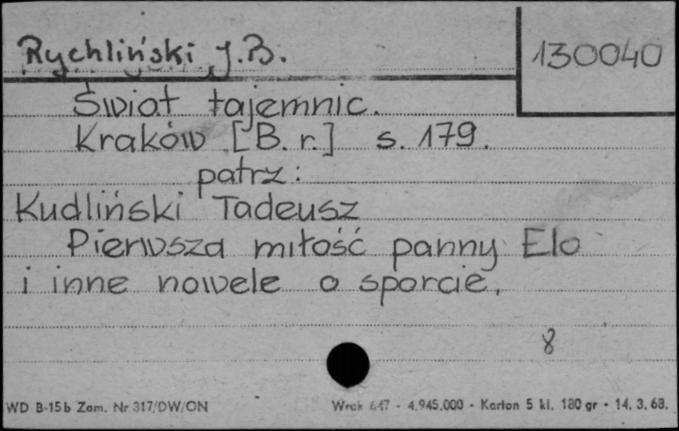 Rychliński J.B.
130040
Świat tajemnic.
Kraków [B. r.] s. 179.
patrz:
Kudliński Tadeusz
Pierwsza miłość panny Elo
i inne nowele o sporcie.
8
WD B-15b Zam. Nr 317/DW/ON
Wrak 647 - 4.945.000 - Karton 5 kl. 180 gr - 14. 3. 68.